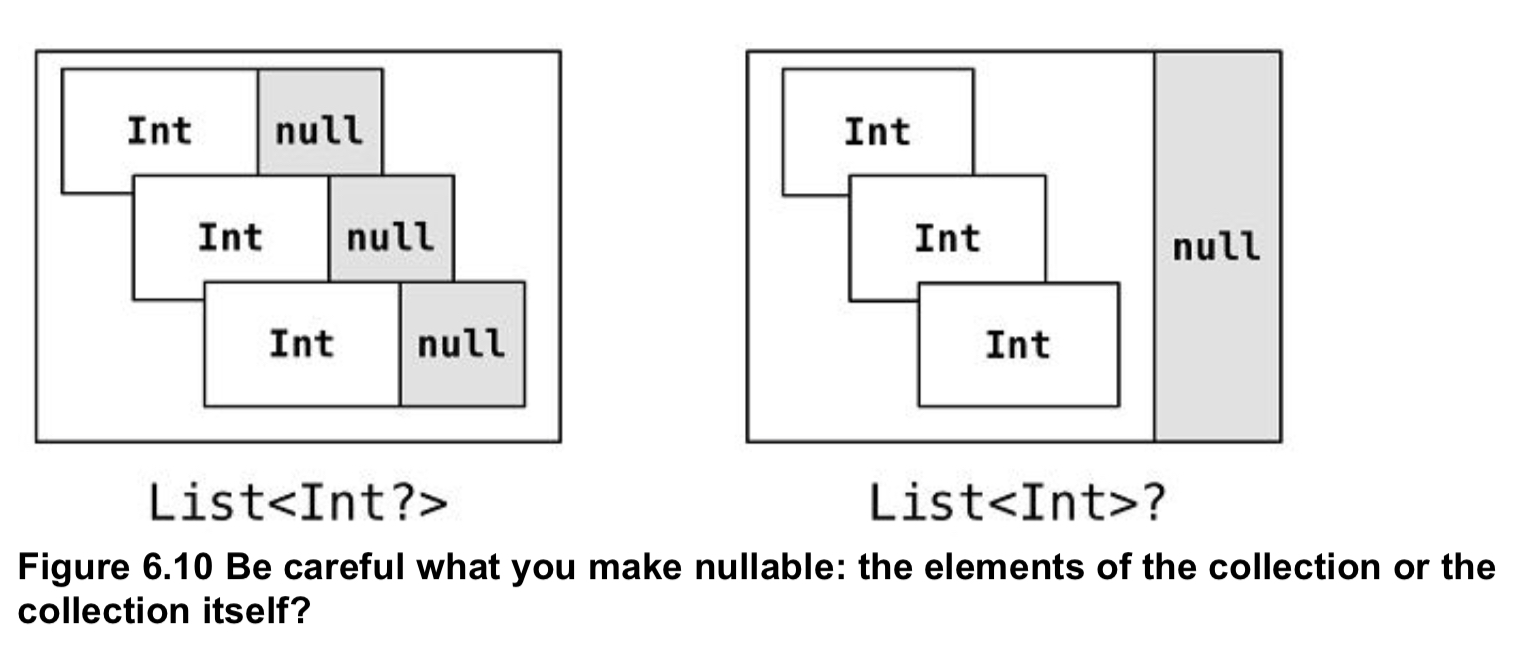 Int null
Int null
Int null
List<Int?>
Int
Int
Int
null
List<Int>?
Figure 6.10 Be careful what you make nullable: the elements of the collection or the
collection itself?